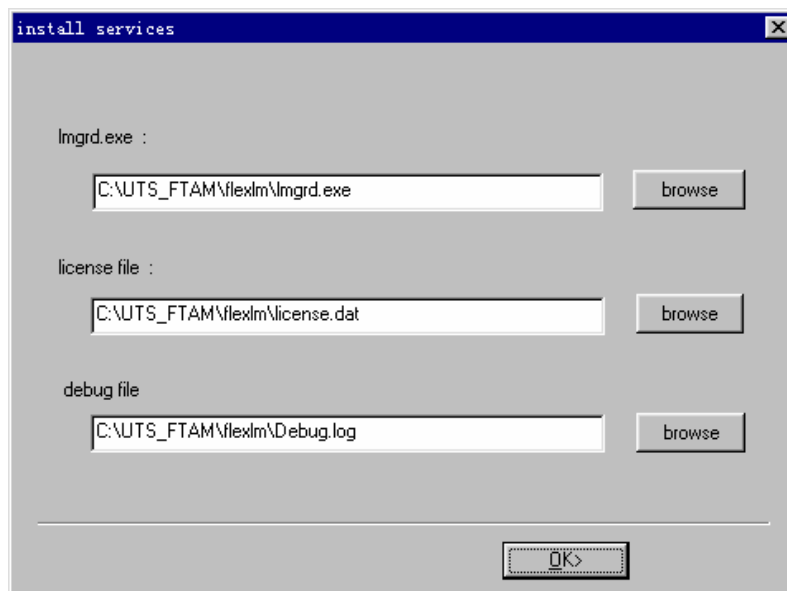 install services
lmgrd.exe :
C:\UTS_FTAM\flexlm\lmgrd.exe
browse
license file :
C:\UTS_FTAM\flexlm\license.dat
browse
debug file
C:\UTS_FTAM\flexlm\Debug.log
browse
OK>